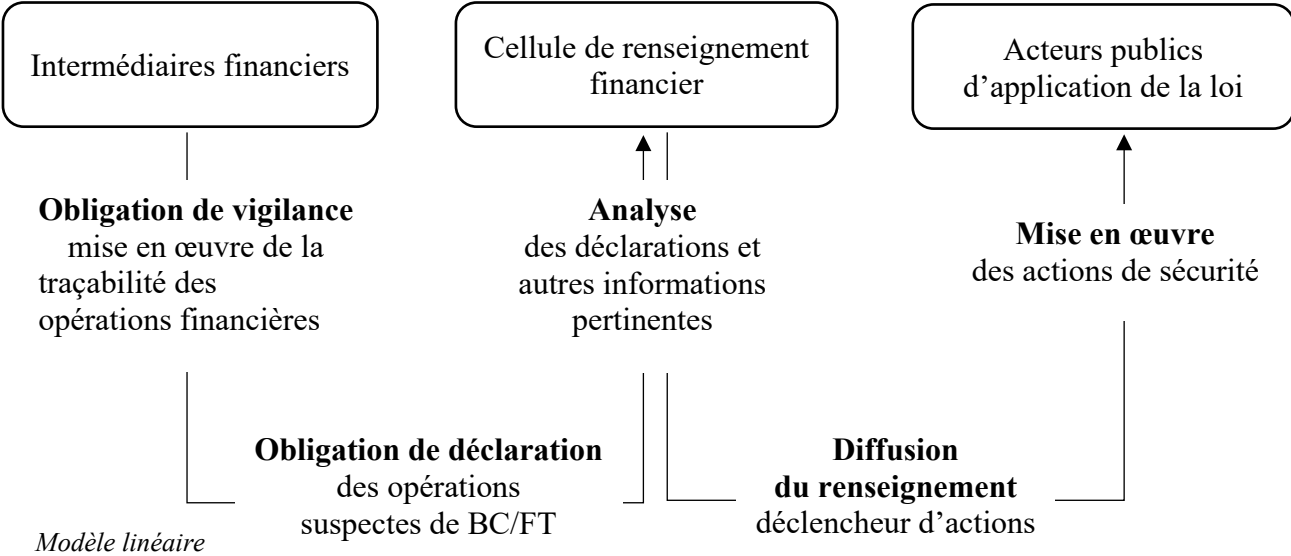 Intermédiaires financiers
Cellule de renseignement
financier
Acteurs publics
d’application de la loi
Obligation de vigilance
mise en œuvre de la
traçabilité des
opérations financières
Analyse
des déclarations et
autres informations
pertinentes
Mise en œuvre
des actions de sécurité
Obligation de déclaration
des opérations
suspectes de BC/FT
Diffusion
du renseignement
déclencheur d’actions
Modèle linéaire